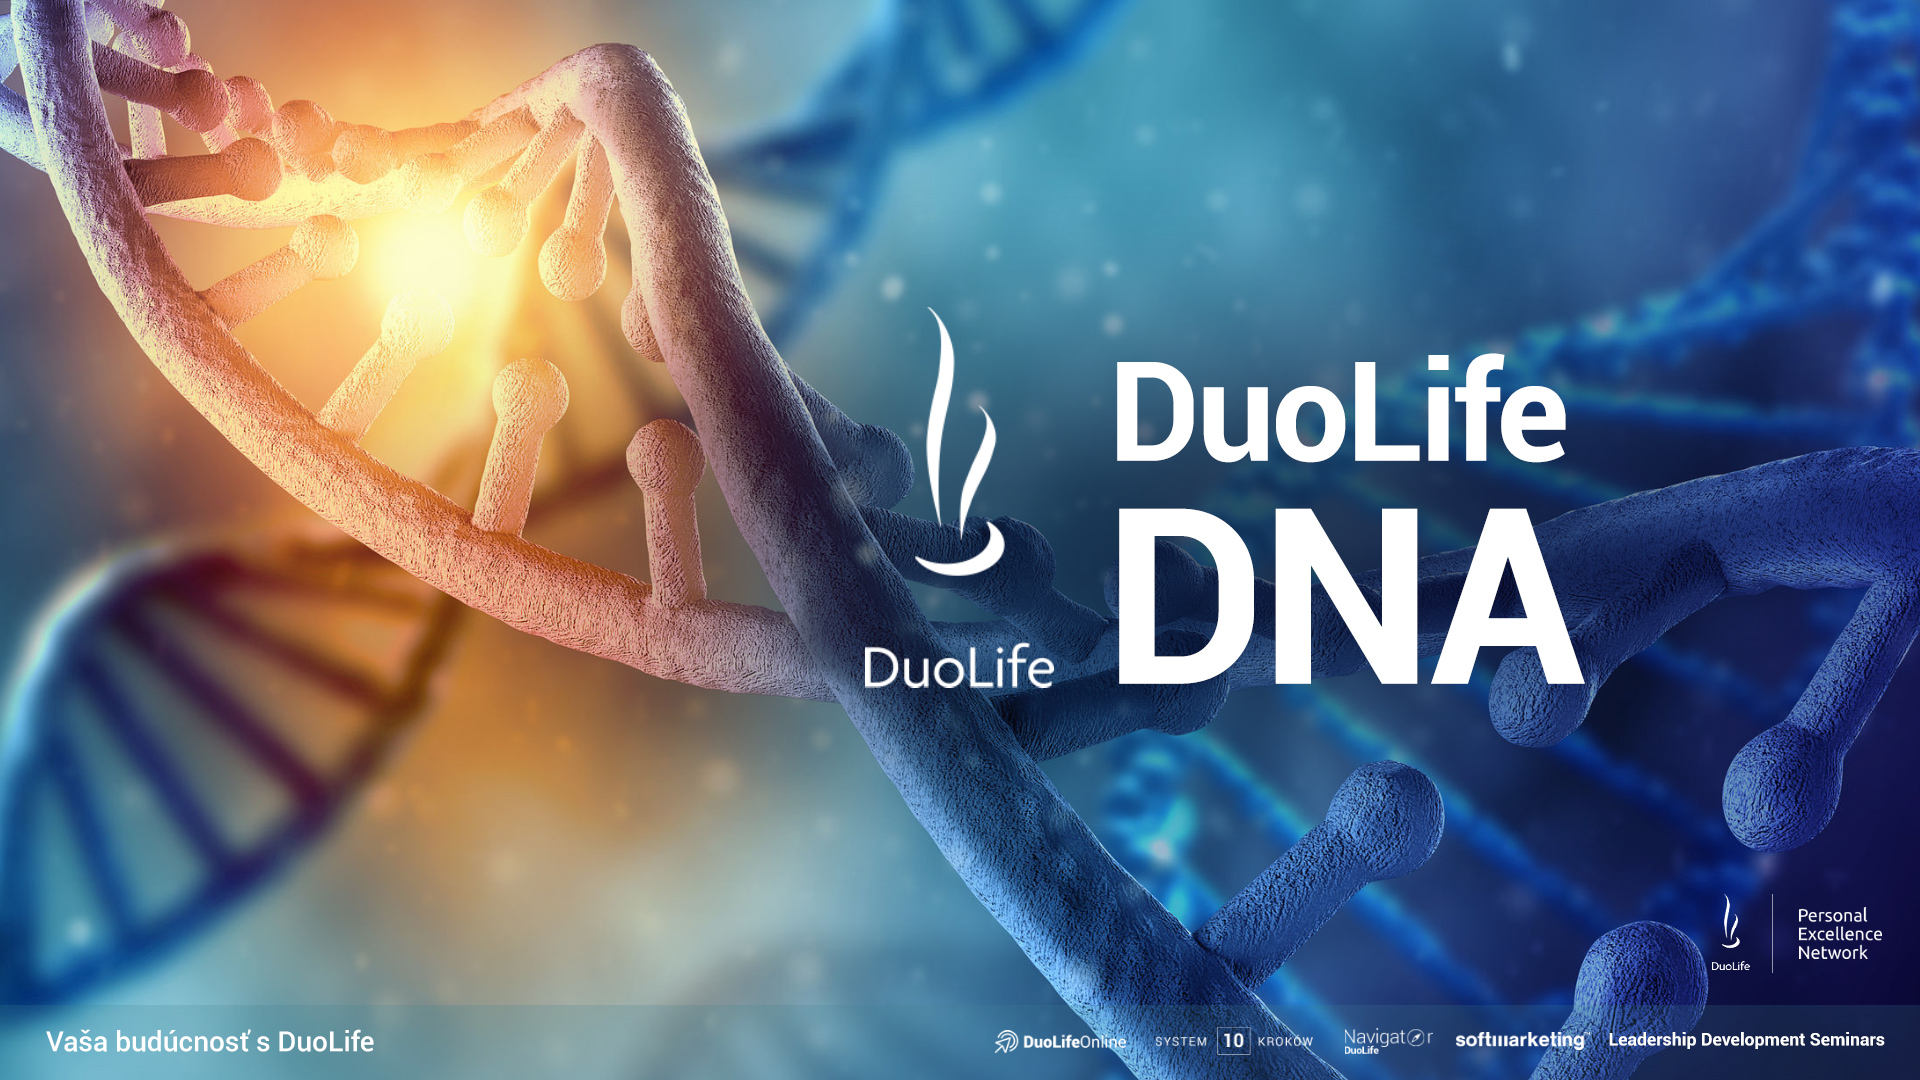 DuoLife
DNA
DuoLife
DuoLife
Personal
Excellence
Network
Vaša budúcnosť s DuoLife
DuoLifeOnline
SYSTEM 10 KROKÓW
Navigator
DuoLife
softmarketing
Leadership Development Seminars